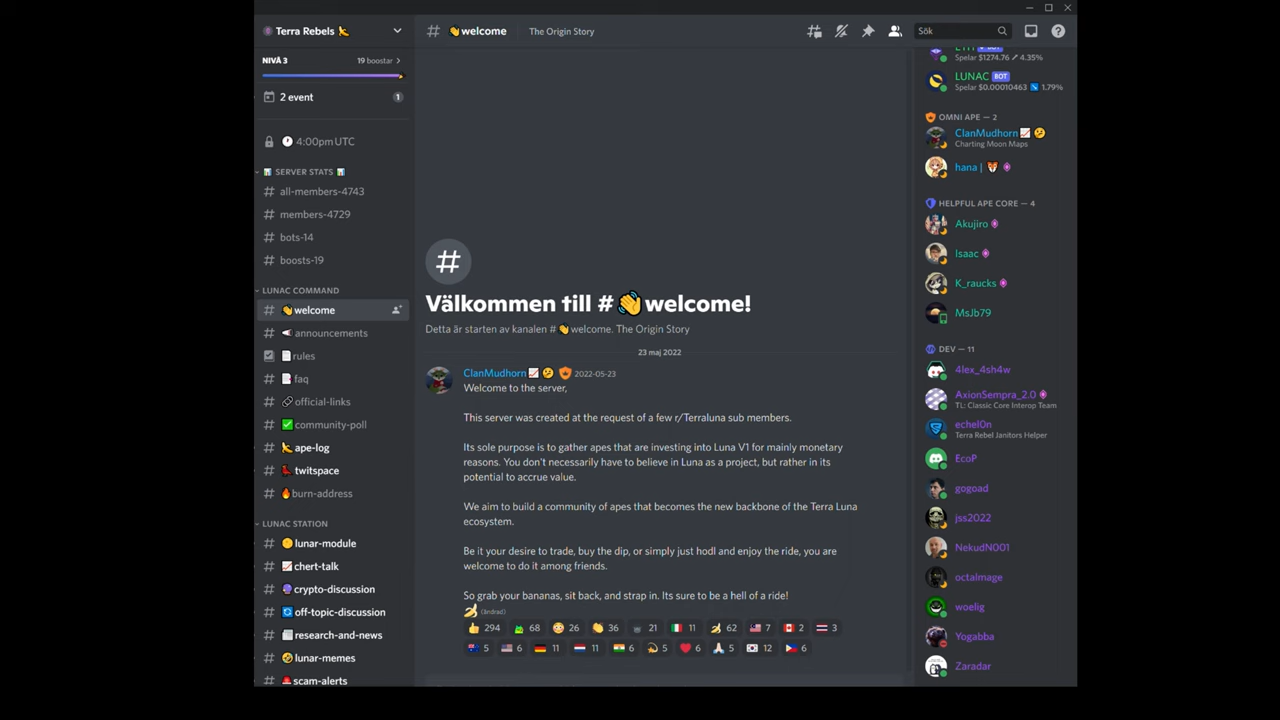 Terra Rebels
welcome
The Origin Story
Sök
NIVÅ 3
19 boostar
2 event
1
4:00pm UTC
SERVER STATS
all-members-4743
members-4729
bots-14
boosts-19
LUNAC COMMAND
welcome
announcements
rules
faq
official-links
community-poll
ape-log
twitspace
burn-address
LUNAC STATION
lunar-module
chert-talk
crypto-discussion
off-topic-discussion
research-and-news
lunar-memes
scam-alerts
#
Välkommen till # welcome!
Detta är starten av kanalen # welcome. The Origin Story
23 maj 2022
ClanMudhorn 2022-05-23
Welcome to the server,
This server was created at the request of a few r/Terraluna sub members.
Its sole purpose is to gather apes that are investing into Luna V1 for mainly monetary
reasons. You don't necessarily have to believe in Luna as a project, but rather in its
potential to accrue value.
We aim to build a community of apes that becomes the new backbone of the Terra Luna
ecosystem.
Be it your desire to trade, buy the dip, or simply just hodl and enjoy the ride, you are
welcome to do it among friends.
So grab your bananas, sit back, and strap in. Its sure to be a hell of a ride!
(ändrad)
294 68 26 36 21 11 62 7 2 3
5 6 11 11 6 5 6 5 12 6
ETH BOT
Spelar $1274.76 4.35%
LUNAC BOT
Spelar $0.00010463 1.79%
OMNI APE — 2
ClanMudhorn
Charting Moon Maps
hana |
HELPFUL APE CORE — 4
Akujiro
Isaac
K_raucks
MsJb79
DEV — 11
4lex_4sh4w
AxionSempra_2.0
TL: Classic Core Interop Team
echel0n
Terra Rebel Janitors Helper
EcoP
gogoad
jss2022
NekudN001
octalmage
woelig
Yogabba
Zaradar